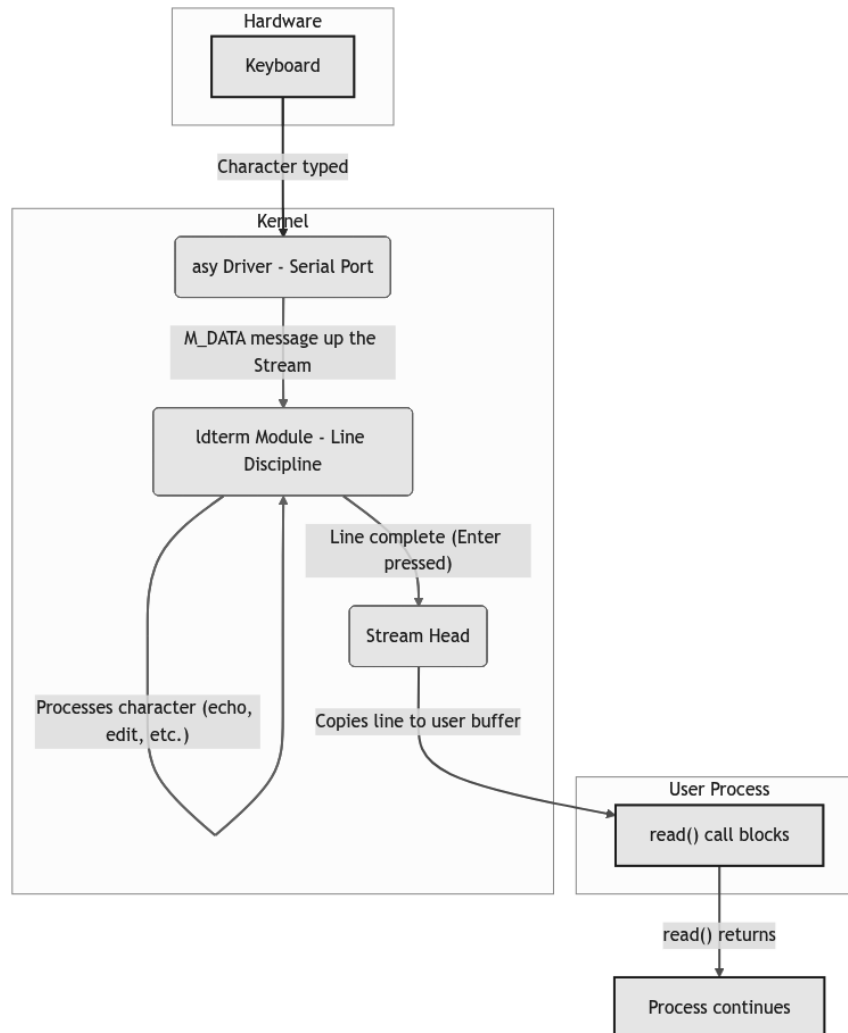 Hardware
Keyboard
Character typed
Kernel
asy Driver - Serial Port
M_DATA message up the
Stream
ldterm Module - Line
Discipline
Line complete (Enter
pressed)
Stream Head
Processes character (echo,
edit, etc.)
Copies line to user buffer
User Process
read() call blocks
read() returns
Process continues